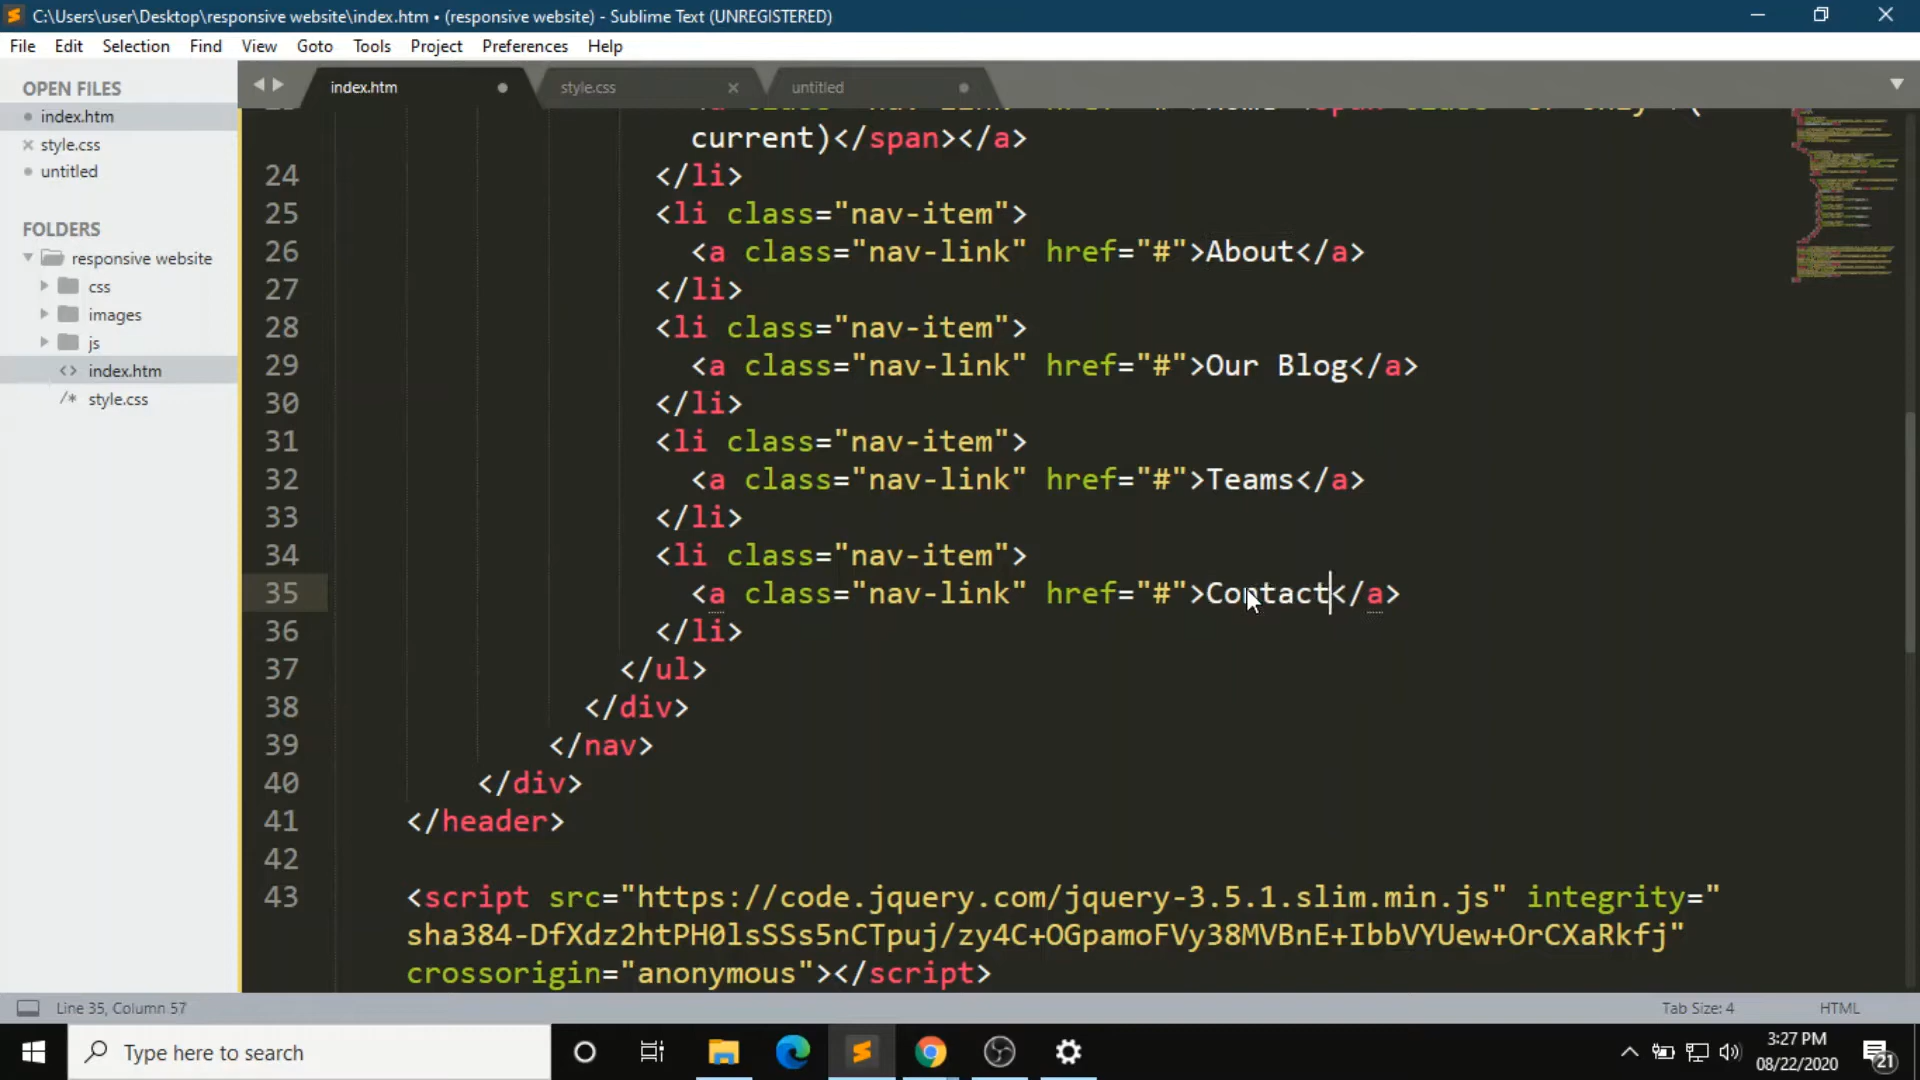 C:\Users\user\Desktop\responsive website\index.htm • (responsive website) - Sublime Text (UNREGISTERED)
File Edit Selection Find View Goto Tools Project Preferences Help
OPEN FILES
index.htm
style.css
untitled
FOLDERS
responsive website
css
images
js
<> index.htm
/* style.css
index.htm style.css untitled
current)</span></a>
24 </li>
25 <li class="nav-item">
26 <a class="nav-link" href="#">About</a>
27 </li>
28 <li class="nav-item">
29 <a class="nav-link" href="#">Our Blog</a>
30 </li>
31 <li class="nav-item">
32 <a class="nav-link" href="#">Teams</a>
33 </li>
34 <li class="nav-item">
35 <a class="nav-link" href="#">Contact</a>
36 </li>
37 </ul>
38 </div>
39 </nav>
40 </div>
41 </header>
42
43 <script src="https://code.jquery.com/jquery-3.5.1.slim.min.js" integrity="
sha384-DfXdz2htPH0lsSSs5nCTpuj/zy4C+OGpamoFVy38MVBnE+IbbVYUew+OrCXaRkfj"
crossorigin="anonymous"></script>
Line 35, Column 57 Tab Size: 4 HTML
Type here to search
3:27 PM
08/22/2020
21